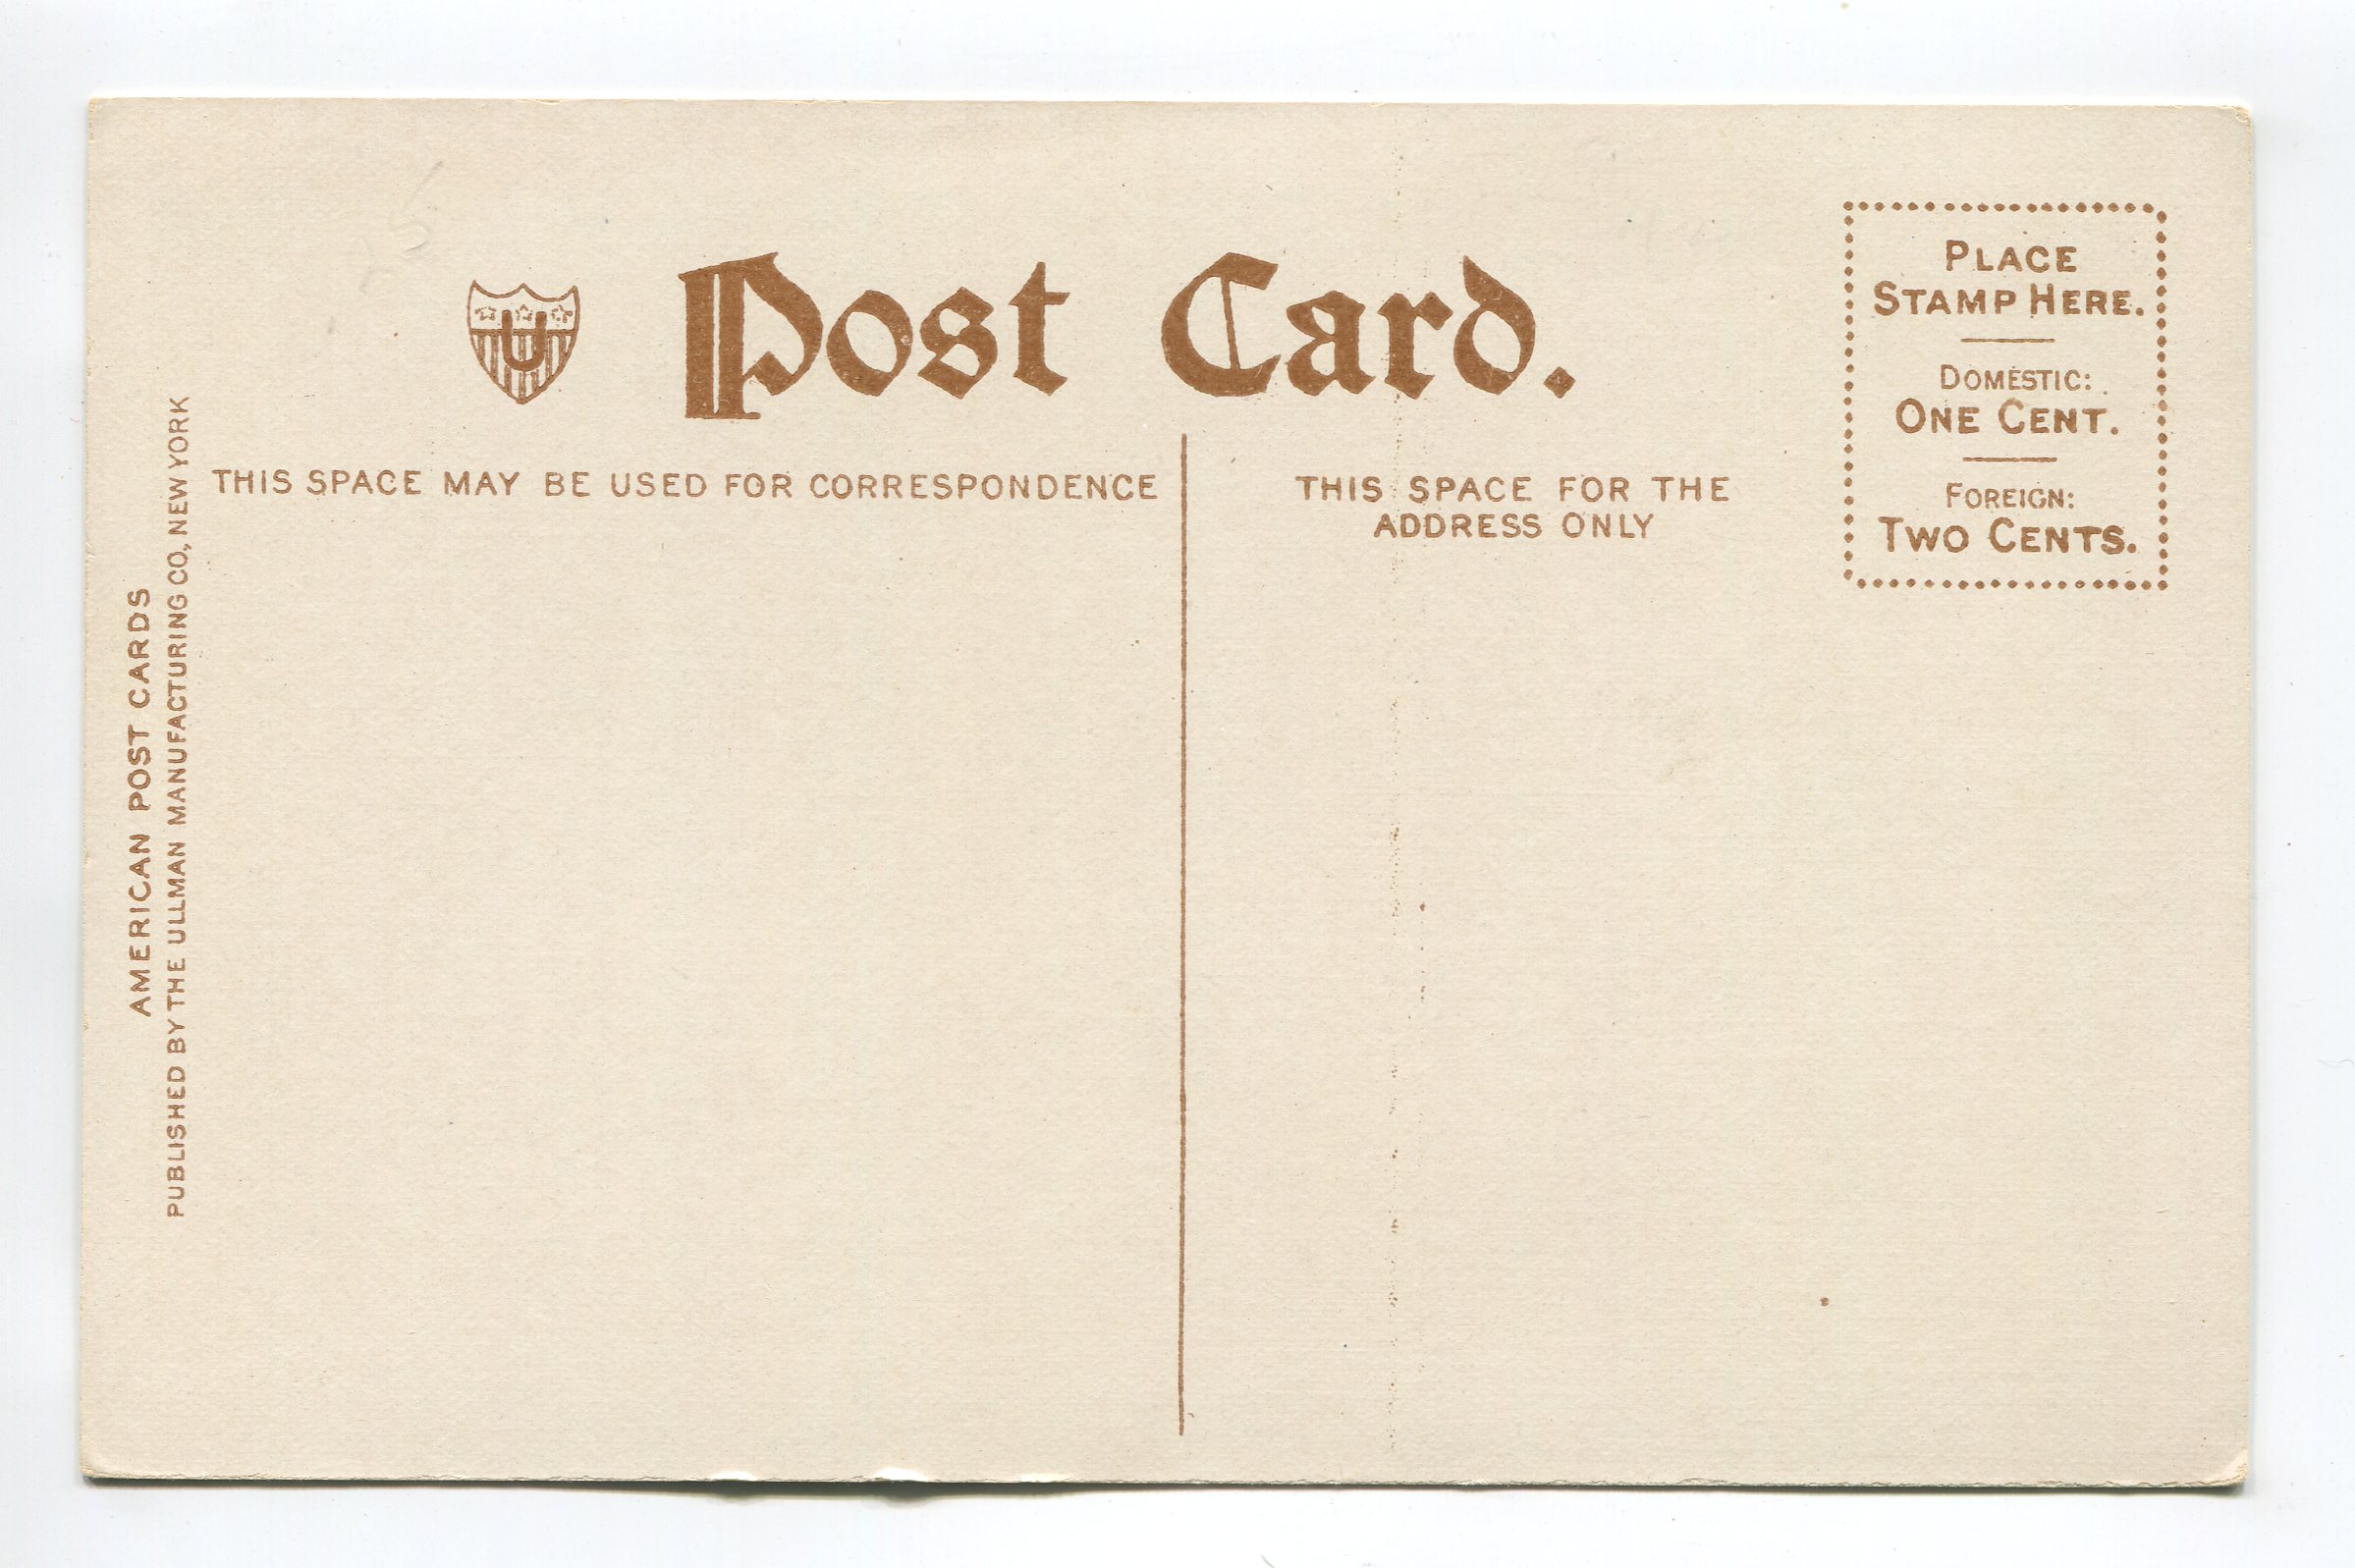 25
U
Post Card.
PLACE
STAMP HERE.
DOMESTIC:
ONE CENT.
FOREIGN:
TWO CENTS.
THIS SPACE MAY BE USED FOR CORRESPONDENCE
THIS SPACE FOR THE
ADDRESS ONLY
AMERICAN POST CARDS
PUBLISHED BY THE ULLMAN MANUFACTURING CO., NEW YORK